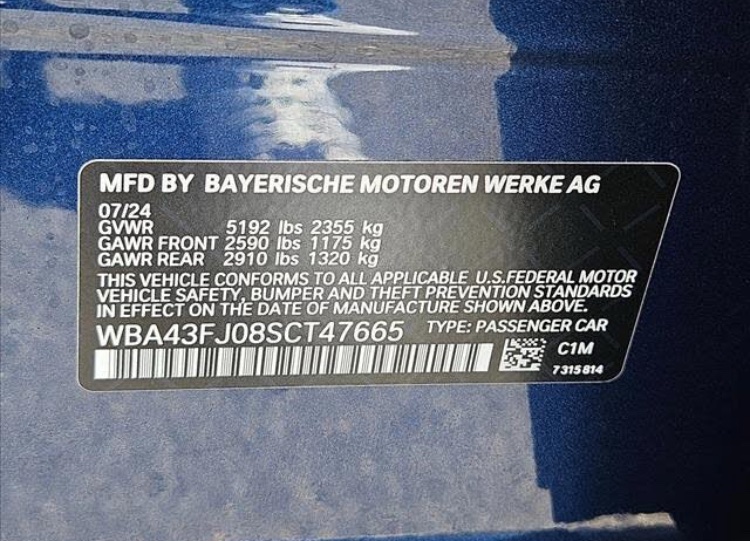 MFD BY BAYERISCHE MOTOREN WERKE AG
07/24
GVWR 5192 lbs 2355 kg
GAWR FRONT 2590 lbs 1175 kg
GAWR REAR 2910 lbs 1320 kg
THIS VEHICLE CONFORMS TO ALL APPLICABLE U.S.FEDERAL MOTOR
VEHICLE SAFETY, BUMPER AND THEFT PREVENTION STANDARDS
IN EFFECT ON THE DATE OF MANUFACTURE SHOWN ABOVE.
WBA43FJ08SCT47665 TYPE: PASSENGER CAR
C1M
7315814